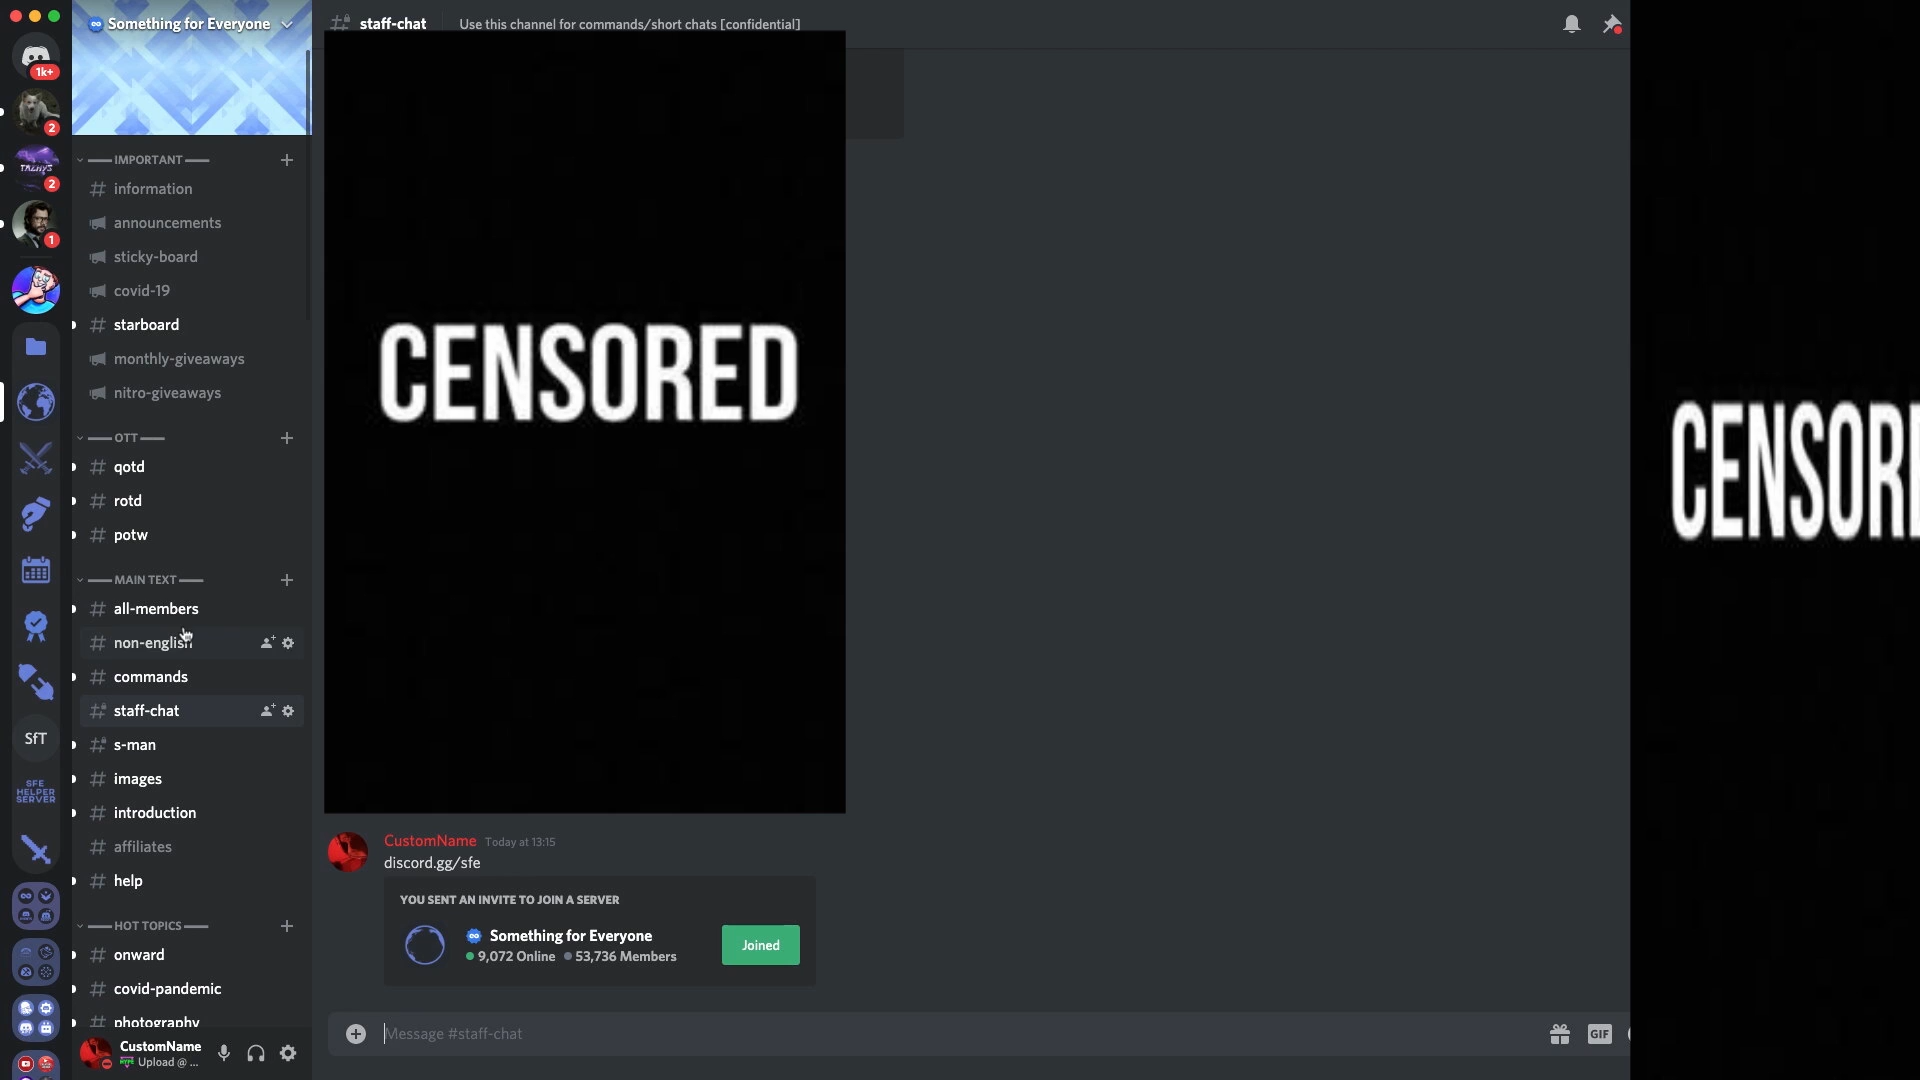 Something for Everyone
1k+
2
TAZHYS
2
1
IMPORTANT
information
announcements
sticky-board
covid-19
starboard
monthly-giveaways
nitro-giveaways
OTT
qotd
rotd
potw
MAIN TEXT
all-members
non-english
commands
staff-chat
s-man
images
introduction
affiliates
help
HOT TOPICS
onward
covid-pandemic
photography
SfT
SFE
HELPER
SERVER
CustomName
Upload @ ...
staff-chat
Use this channel for commands/short chats [confidential]
CENSORED
CustomName Today at 13:15
discord.gg/sfe
YOU SENT AN INVITE TO JOIN A SERVER
Something for Everyone
9,072 Online 53,736 Members
Joined
Message #staff-chat
GIF
CENSOR